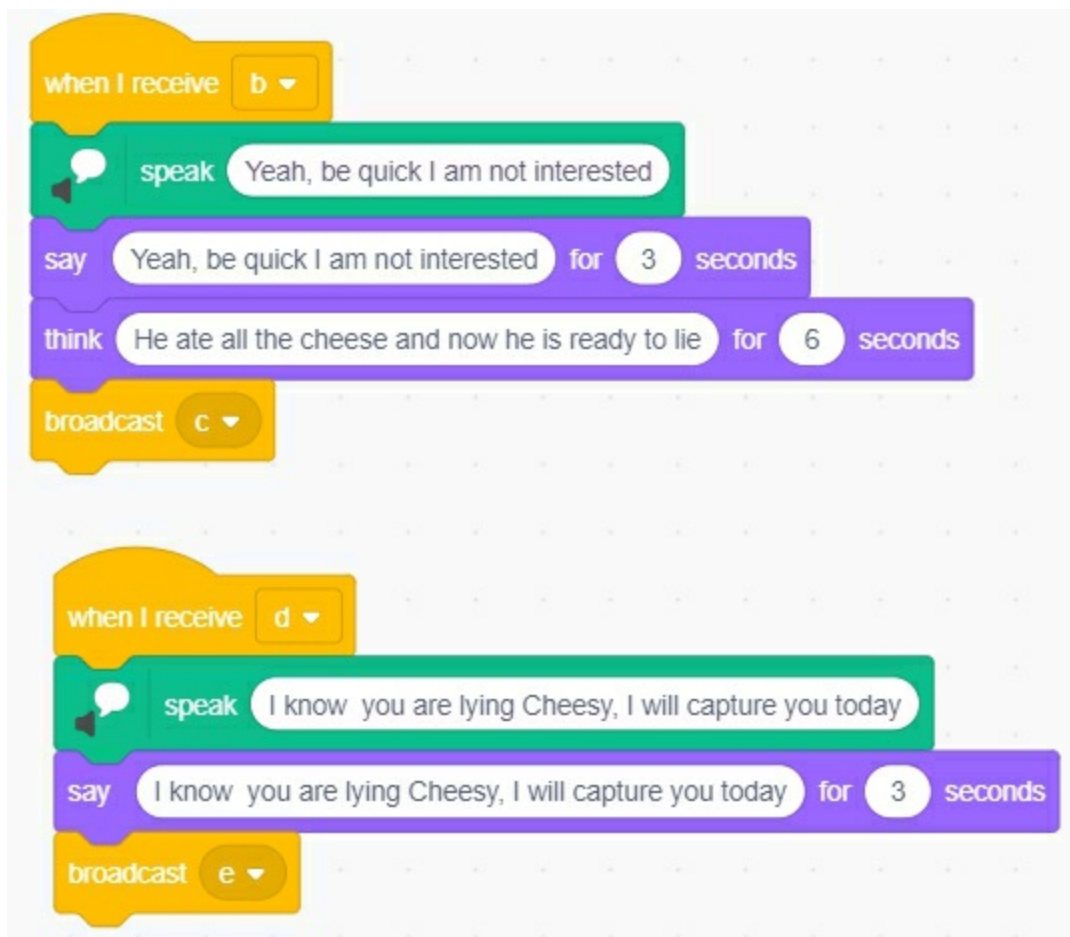 when I receive b
speak Yeah, be quick I am not interested
say Yeah, be quick I am not interested for 3 seconds
think He ate all the cheese and now he is ready to lie for 6 seconds
broadcast c
when I receive d
speak I know  you are lying Cheesy, I will capture you today
say I know  you are lying Cheesy, I will capture you today for 3 seconds
broadcast e